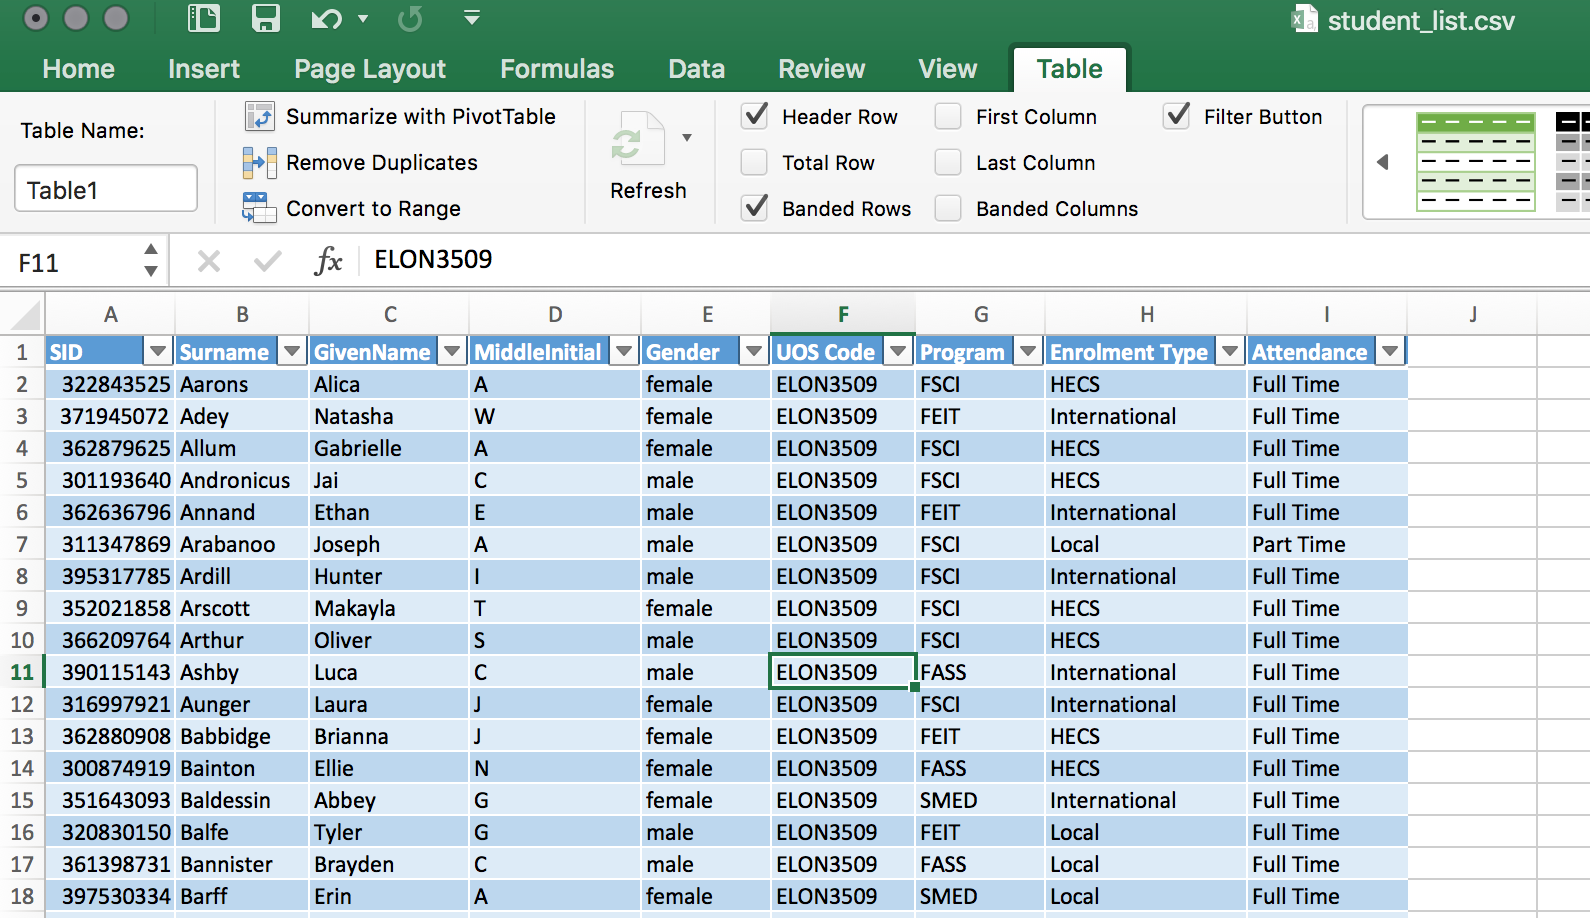 student_list.csv
Home Insert Page Layout Formulas Data Review View Table
Table Name:
Table1
Summarize with PivotTable
Remove Duplicates
Convert to Range
Refresh
Header Row First Column Filter Button
Total Row Last Column
Banded Rows Banded Columns
F11 fx ELON3509
A B C D E F G H I J
1 SID Surname GivenName MiddleInitial Gender UOS Code Program Enrolment Type Attendance
2 322843525 Aarons Alica A female ELON3509 FSCI HECS Full Time
3 371945072 Adey Natasha W female ELON3509 FEIT International Full Time
4 362879625 Allum Gabrielle A female ELON3509 FSCI HECS Full Time
5 301193640 Andronicus Jai C male ELON3509 FSCI HECS Full Time
6 362636796 Annand Ethan E male ELON3509 FEIT International Full Time
7 311347869 Arabanoo Joseph A male ELON3509 FSCI Local Part Time
8 395317785 Ardill Hunter I male ELON3509 FSCI International Full Time
9 352021858 Arscott Makayla T female ELON3509 FSCI HECS Full Time
10 366209764 Arthur Oliver S male ELON3509 FSCI HECS Full Time
11 390115143 Ashby Luca C male ELON3509 FASS International Full Time
12 316997921 Aunger Laura J female ELON3509 FSCI International Full Time
13 362880908 Babbidge Brianna J female ELON3509 FEIT HECS Full Time
14 300874919 Bainton Ellie N female ELON3509 FASS HECS Full Time
15 351643093 Baldessin Abbey G female ELON3509 SMED International Full Time
16 320830150 Balfe Tyler G male ELON3509 FEIT Local Full Time
17 361398731 Bannister Brayden C male ELON3509 FASS Local Full Time
18 397530334 Barff Erin A female ELON3509 SMED Local Full Time